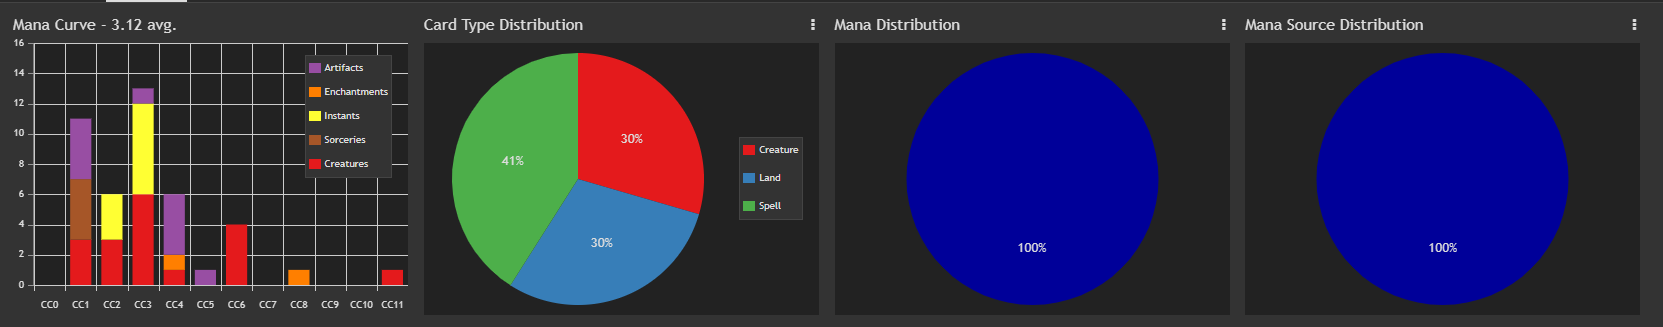 Mana Curve - 3.12 avg.
16
14
12
10
8
6
4
2
0
CC0 CC1 CC2 CC3 CC4 CC5 CC6 CC7 CC8 CC9 CC10 CC11
Artifacts
Enchantments
Instants
Sorceries
Creatures
Card Type Distribution
30%
41%
30%
Creature
Land
Spell
Mana Distribution
100%
Mana Source Distribution
100%